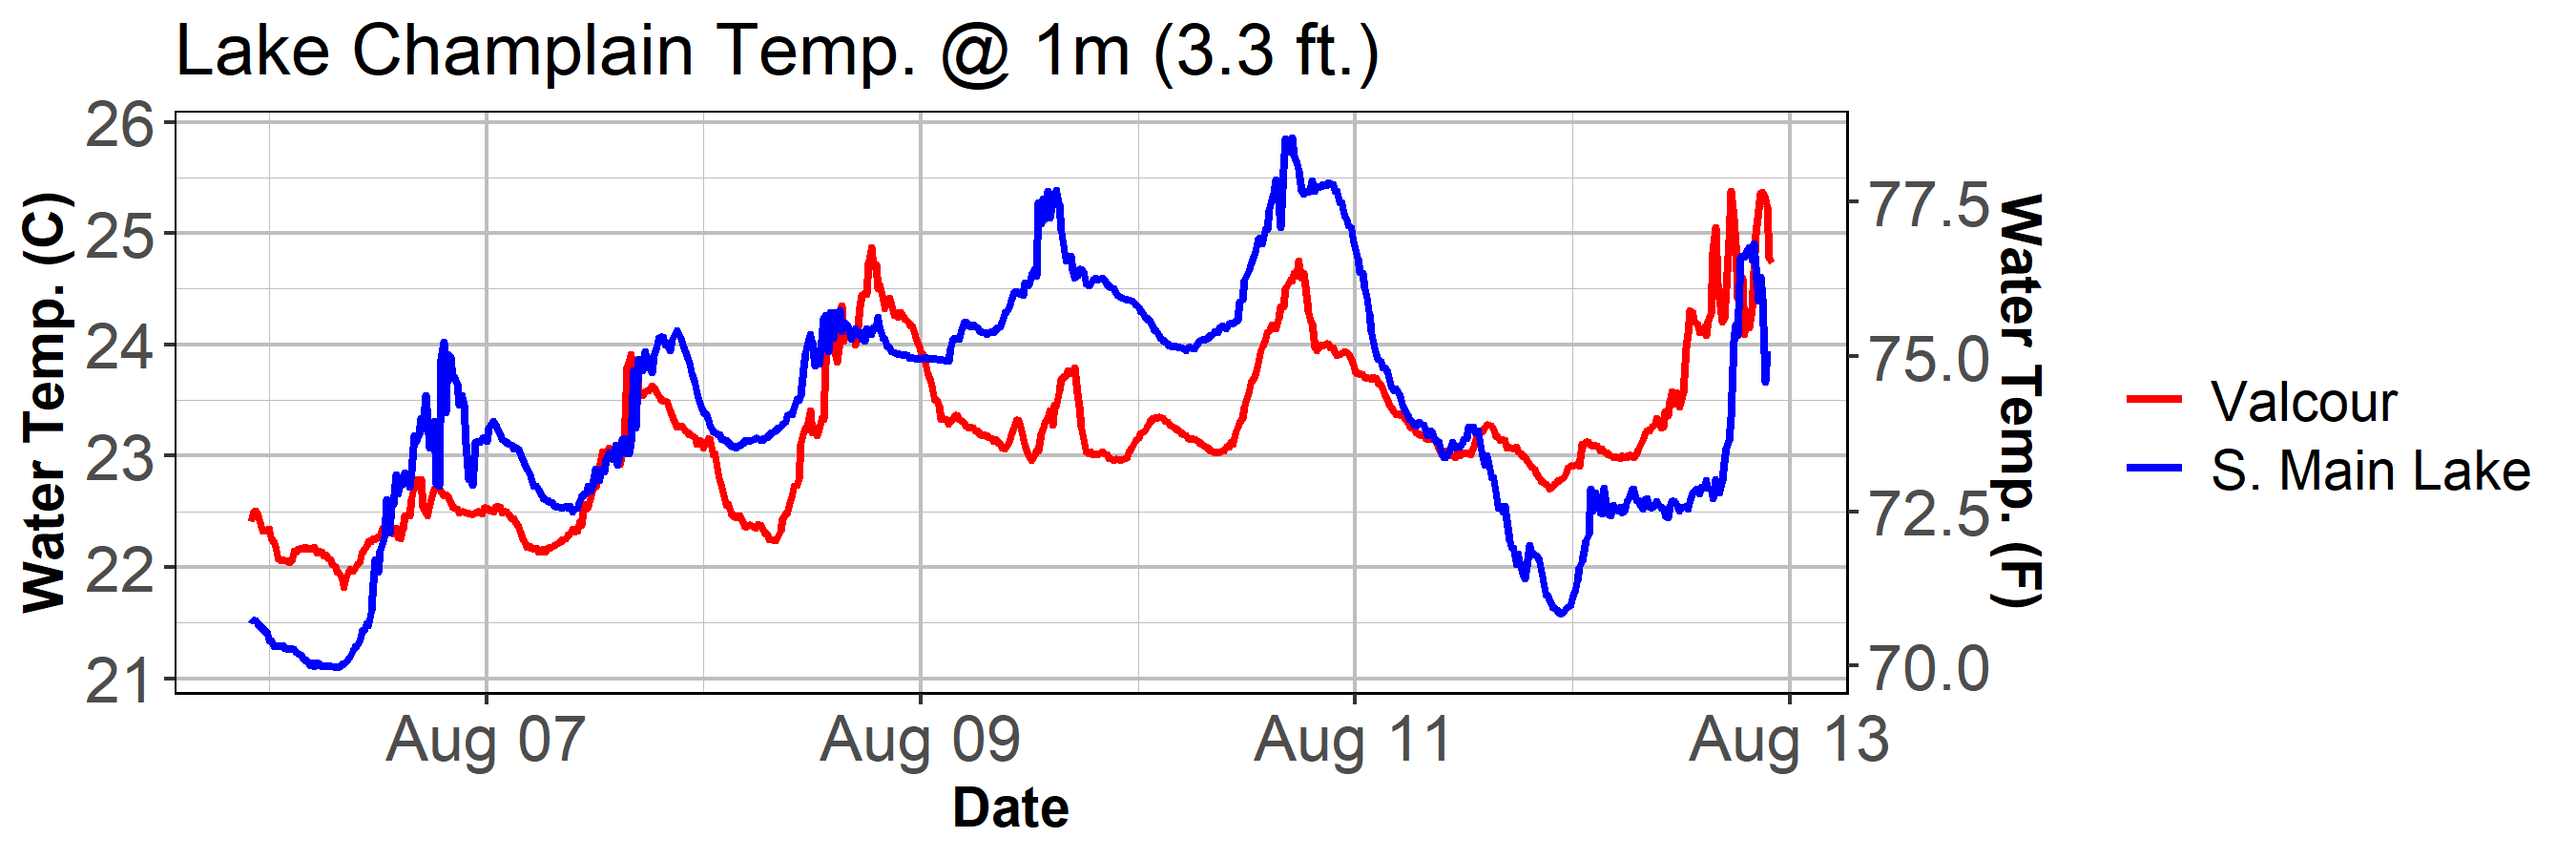 Lake Champlain Temp. @ 1m (3.3 ft.)
Water Temp. (C)
26
25
24
23
22
21
77.5
75.0
72.5
70.0
Water Temp. (F)
Aug 07
Aug 09
Aug 11
Aug 13
Date
Valcour
S. Main Lake